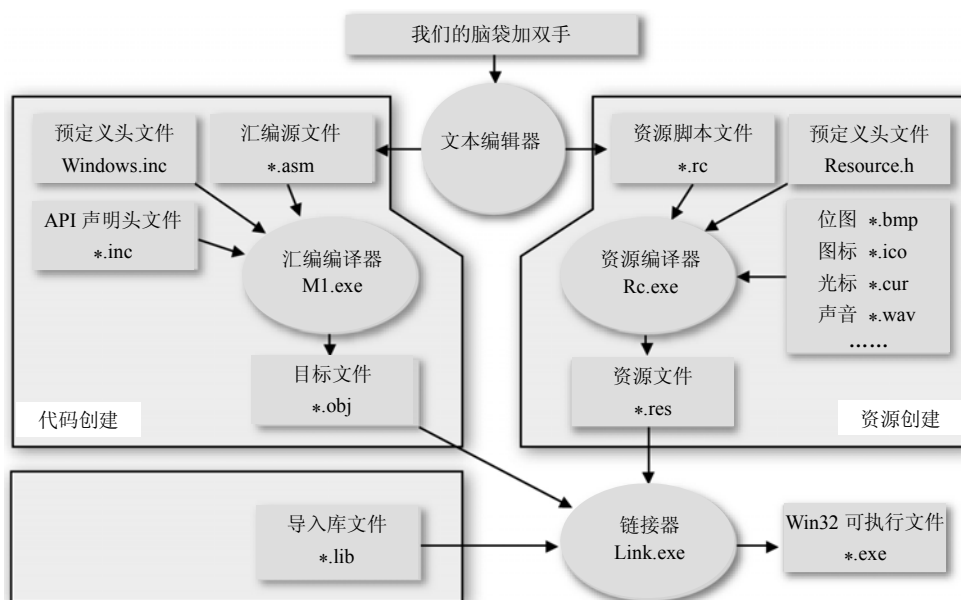 我们的脑袋加双手
文本编辑器
预定义头文件
Windows.inc
汇编源文件
*.asm
API 声明头文件
*.inc
汇编编译器
M1.exe
目标文件
*.obj
代码创建
资源脚本文件
*.rc
预定义头文件
Resource.h
位图 *.bmp
图标 *.ico
光标 *.cur
声音 *.wav
……
资源编译器
Rc.exe
资源文件
*.res
资源创建
导入库文件
*.lib
链接器
Link.exe
Win32 可执行文件
*.exe